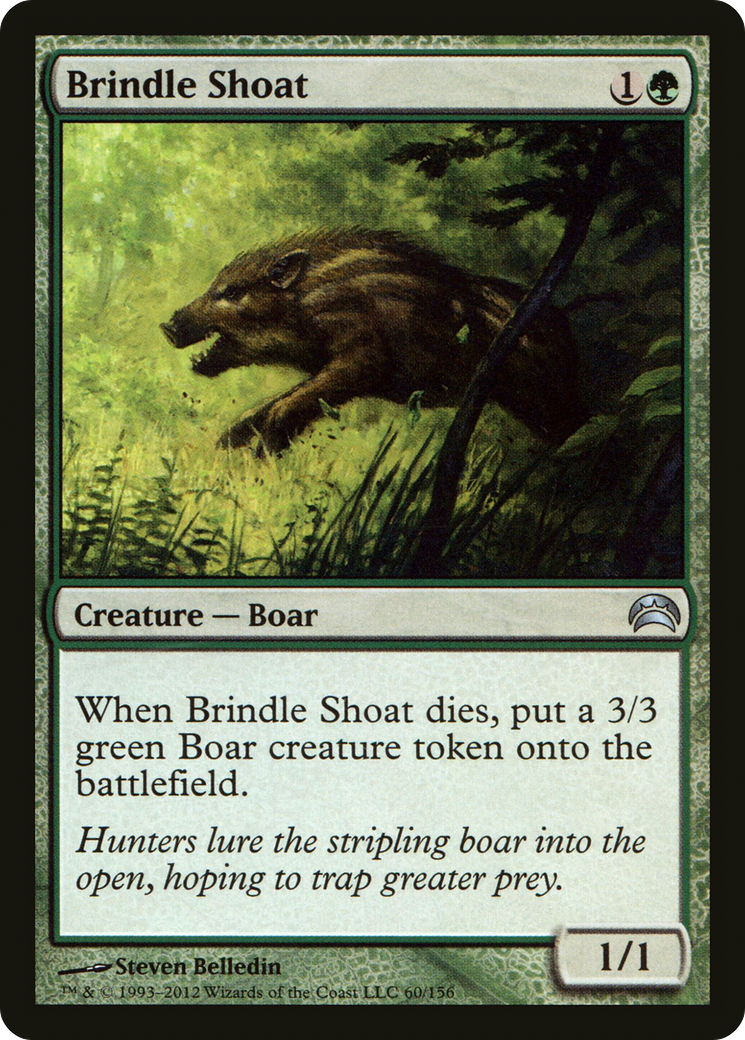 Brindle Shoat 1
Creature — Boar
When Brindle Shoat dies, put a 3/3
green Boar creature token onto the
battlefield.
Hunters lure the stripling boar into the
open, hoping to trap greater prey.
1/1
Steven Belledin
™ & © 1993–2012 Wizards of the Coast LLC 60/156